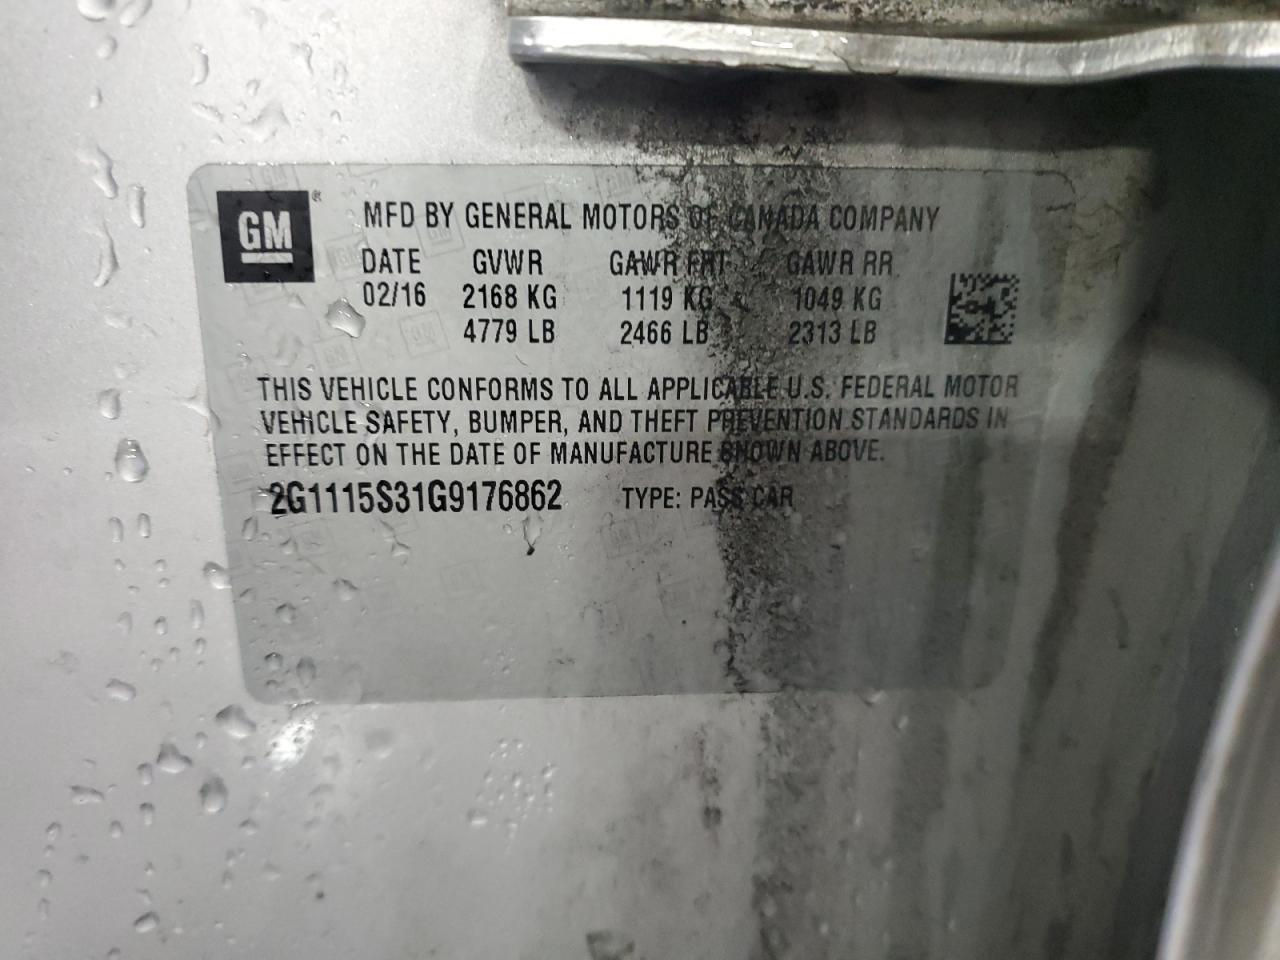 GM®
MFD BY GENERAL MOTORS OF CANADA COMPANY
DATE GVWR GAWR FRT GAWR RR
02/16 2168 KG 1119 KG 1049 KG
4779 LB 2466 LB 2313 LB
THIS VEHICLE CONFORMS TO ALL APPLICABLE U.S. FEDERAL MOTOR
VEHICLE SAFETY, BUMPER, AND THEFT PREVENTION STANDARDS IN
EFFECT ON THE DATE OF MANUFACTURE SHOWN ABOVE.
2G1115S31G9176862 TYPE: PASS CAR